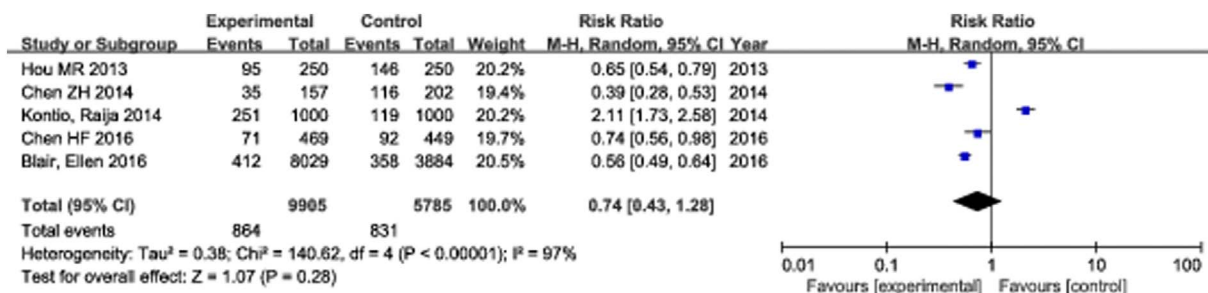 Experimental Control Risk Ratio Risk Ratio
Study or Subgroup Events Total Events Total Weight M-H, Random, 95% CI Year M-H, Random, 95% CI
Hou MR 2013 95 250 146 250 20.2% 0.65 [0.54, 0.79] 2013
Chen ZH 2014 35 157 116 202 19.4% 0.39 [0.28, 0.53] 2014
Kontio, Raija 2014 251 1000 119 1000 20.2% 2.11 [1.73, 2.58] 2014
Chen HF 2016 71 469 92 449 19.7% 0.74 [0.56, 0.98] 2016
Blair, Ellen 2016 412 8029 358 3884 20.5% 0.56 [0.49, 0.64] 2016
Total (95% CI) 9905 5785 100.0% 0.74 [0.43, 1.28]
Total events 864 831
Heterogeneity: Tau² = 0.38; Chi² = 140.62, df = 4 (P < 0.00001); I² = 97%
Test for overall effect: Z = 1.07 (P = 0.28)
0.01 0.1 1 10 100
Favours [experimental] Favours [control]